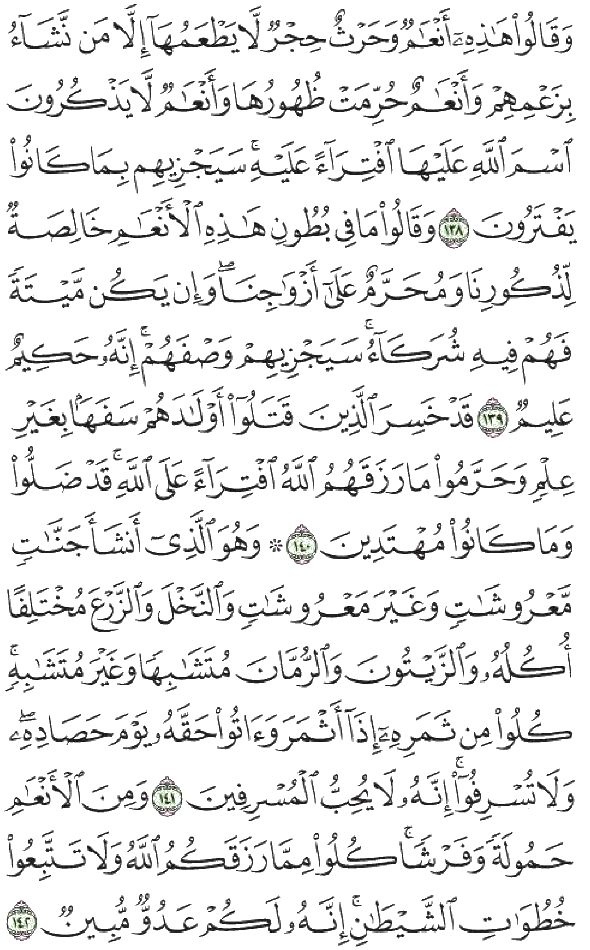 وَقَالُوا۟ هَـٰذِهِۦٓ أَنْعَـٰمٌ وَحَرْثٌ حِجْرٌ لَّا يَطْعَمُهَآ إِلَّا مَن نَّشَآءُ
بِزَعْمِهِمْ وَأَنْعَـٰمٌ حُرِّمَتْ ظُهُورُهَا وَأَنْعَـٰمٌ لَّا يَذْكُرُونَ
ٱسْمَ ٱللَّهِ عَلَيْهَا ٱفْتِرَآءً عَلَيْهِ ۚ سَيَجْزِيهِم بِمَا كَانُوا۟
يَفْتَرُونَ ١٣٨ وَقَالُوا۟ مَا فِى بُطُونِ هَـٰذِهِ ٱلْأَنْعَـٰمِ خَالِصَةٌ
لِّذُكُورِنَا وَمُحَرَّمٌ عَلَىٰٓ أَزْوَٰجِنَا ۖ وَإِن يَكُن مَّيْتَةً
فَهُمْ فِيهِ شُرَكَآءُ ۚ سَيَجْزِيهِمْ وَصْفَهُمْ ۚ إِنَّهُۥ حَكِيمٌ
عَلِيمٌ ١٣٩ قَدْ خَسِرَ ٱلَّذِينَ قَتَلُوٓا۟ أَوْلَـٰدَهُمْ سَفَهًۢا بِغَيْرِ
عِلْمٍ وَحَرَّمُوا۟ مَا رَزَقَهُمُ ٱللَّهُ ٱفْتِرَآءً عَلَى ٱللَّهِ ۚ قَدْ ضَلُّوا۟
وَمَا كَانُوا۟ مُهْتَدِينَ ١٤٠ ۞ وَهُوَ ٱلَّذِىٓ أَنشَأَ جَنَّـٰتٍ
مَّعْرُوشَـٰتٍ وَغَيْرَ مَعْرُوشَـٰتٍ وَٱلنَّخْلَ وَٱلزَّرْعَ مُخْتَلِفًا
أُكُلُهُۥ وَٱلزَّيْتُونَ وَٱلرُّمَّانَ مُتَشَـٰبِهًا وَغَيْرَ مُتَشَـٰبِهٍ ۚ
كُلُوا۟ مِن ثَمَرِهِۦٓ إِذَآ أَثْمَرَ وَءَاتُوا۟ حَقَّهُۥ يَوْمَ حَصَادِهِۦ ۖ
وَلَا تُسْرِفُوٓا۟ ۚ إِنَّهُۥ لَا يُحِبُّ ٱلْمُسْرِفِينَ ١٤١ وَمِنَ ٱلْأَنْعَـٰمِ
حَمُولَةً وَفَرْشًا ۚ كُلُوا۟ مِمَّا رَزَقَكُمُ ٱللَّهُ وَلَا تَتَّبِعُوا۟
خُطُوَٰتِ ٱلشَّيْطَـٰنِ ۚ إِنَّهُۥ لَكُمْ عَدُوٌّ مُّبِينٌ ١٤٢